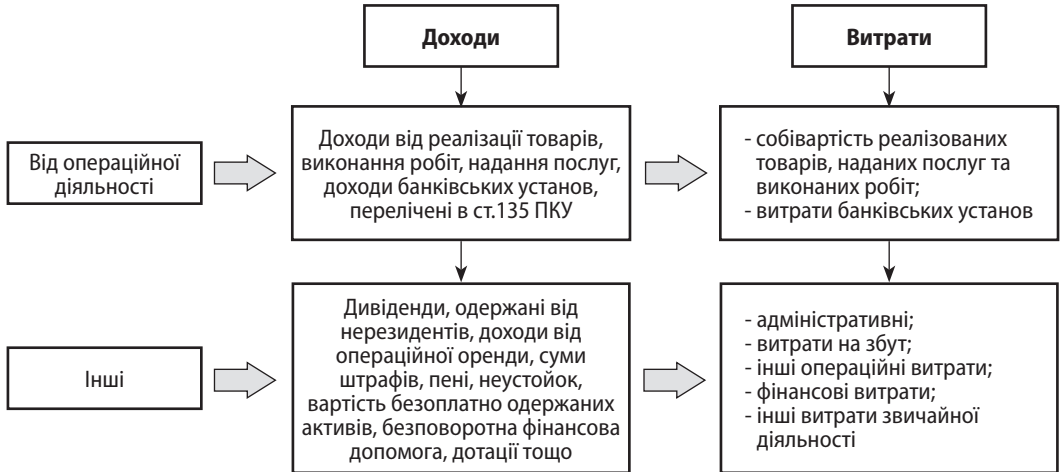 Доходи
Витрати
Від операційної
діяльності
Доходи від реалізації товарів,
виконання робіт, надання послуг,
доходи банківських установ,
перелічені в ст.135 ПКУ
- собівартість реалізованих
товарів, наданих послуг та
виконаних робіт;
- витрати банківських установ
Інші
Дивіденди, одержані від
нерезидентів, доходи від
операційної оренди, суми
штрафів, пені, неустойок,
вартість безоплатно одержаних
активів, безповоротна фінансова
допомога, дотації тощо
- адміністративні;
- витрати на збут;
- інші операційні витрати;
- фінансові витрати;
- інші витрати звичайної
діяльності